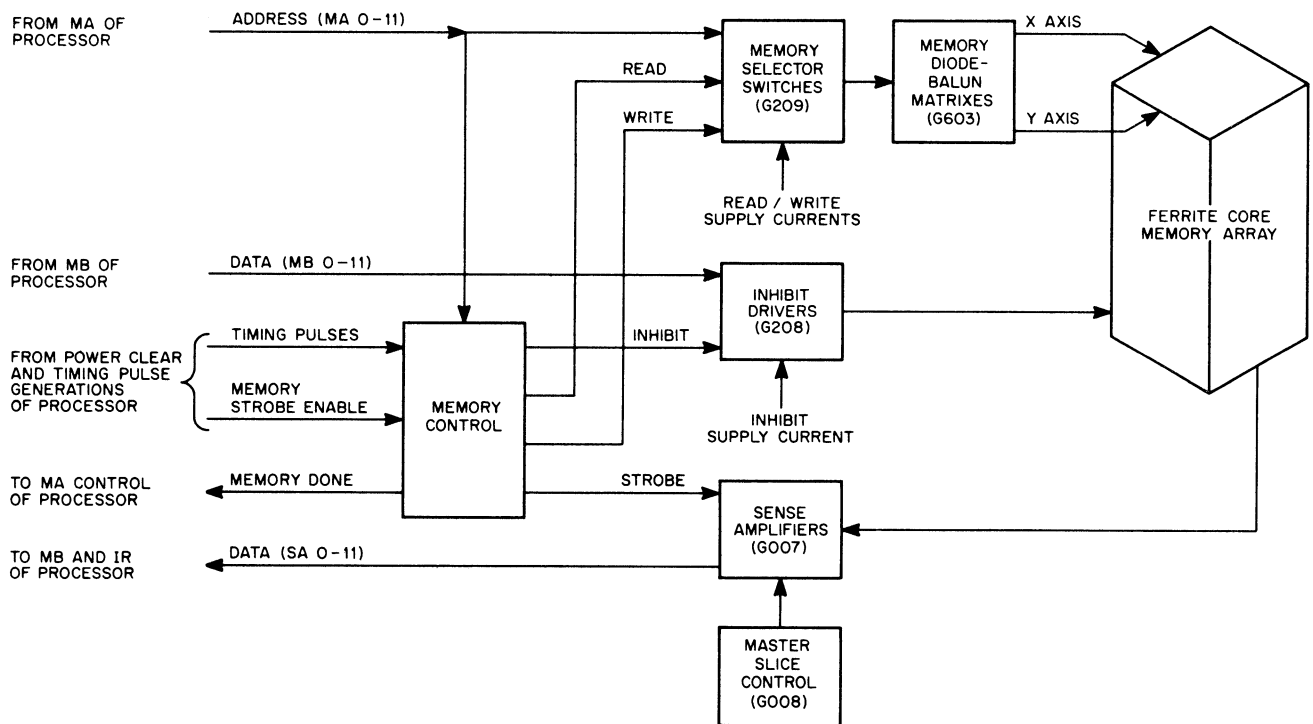 FROM MA OF
PROCESSOR
ADDRESS (MA 0-11)
READ
WRITE
MEMORY
SELECTOR
SWITCHES
(G209)
READ / WRITE
SUPPLY CURRENTS
MEMORY
DIODE-
BALUN
MATRIXES
(G603)
X AXIS
Y AXIS
FERRITE CORE
MEMORY ARRAY
FROM MB OF
PROCESSOR
DATA (MB 0-11)
INHIBIT
DRIVERS
(G208)
INHIBIT
SUPPLY CURRENT
FROM POWER CLEAR
AND TIMING PULSE
GENERATIONS
OF PROCESSOR
TIMING PULSES
MEMORY
STROBE ENABLE
MEMORY
CONTROL
INHIBIT
TO MA CONTROL
OF PROCESSOR
MEMORY DONE
STROBE
SENSE
AMPLIFIERS
(G007)
TO MB AND IR
OF PROCESSOR
DATA (SA 0-11)
MASTER
SLICE
CONTROL
(G008)